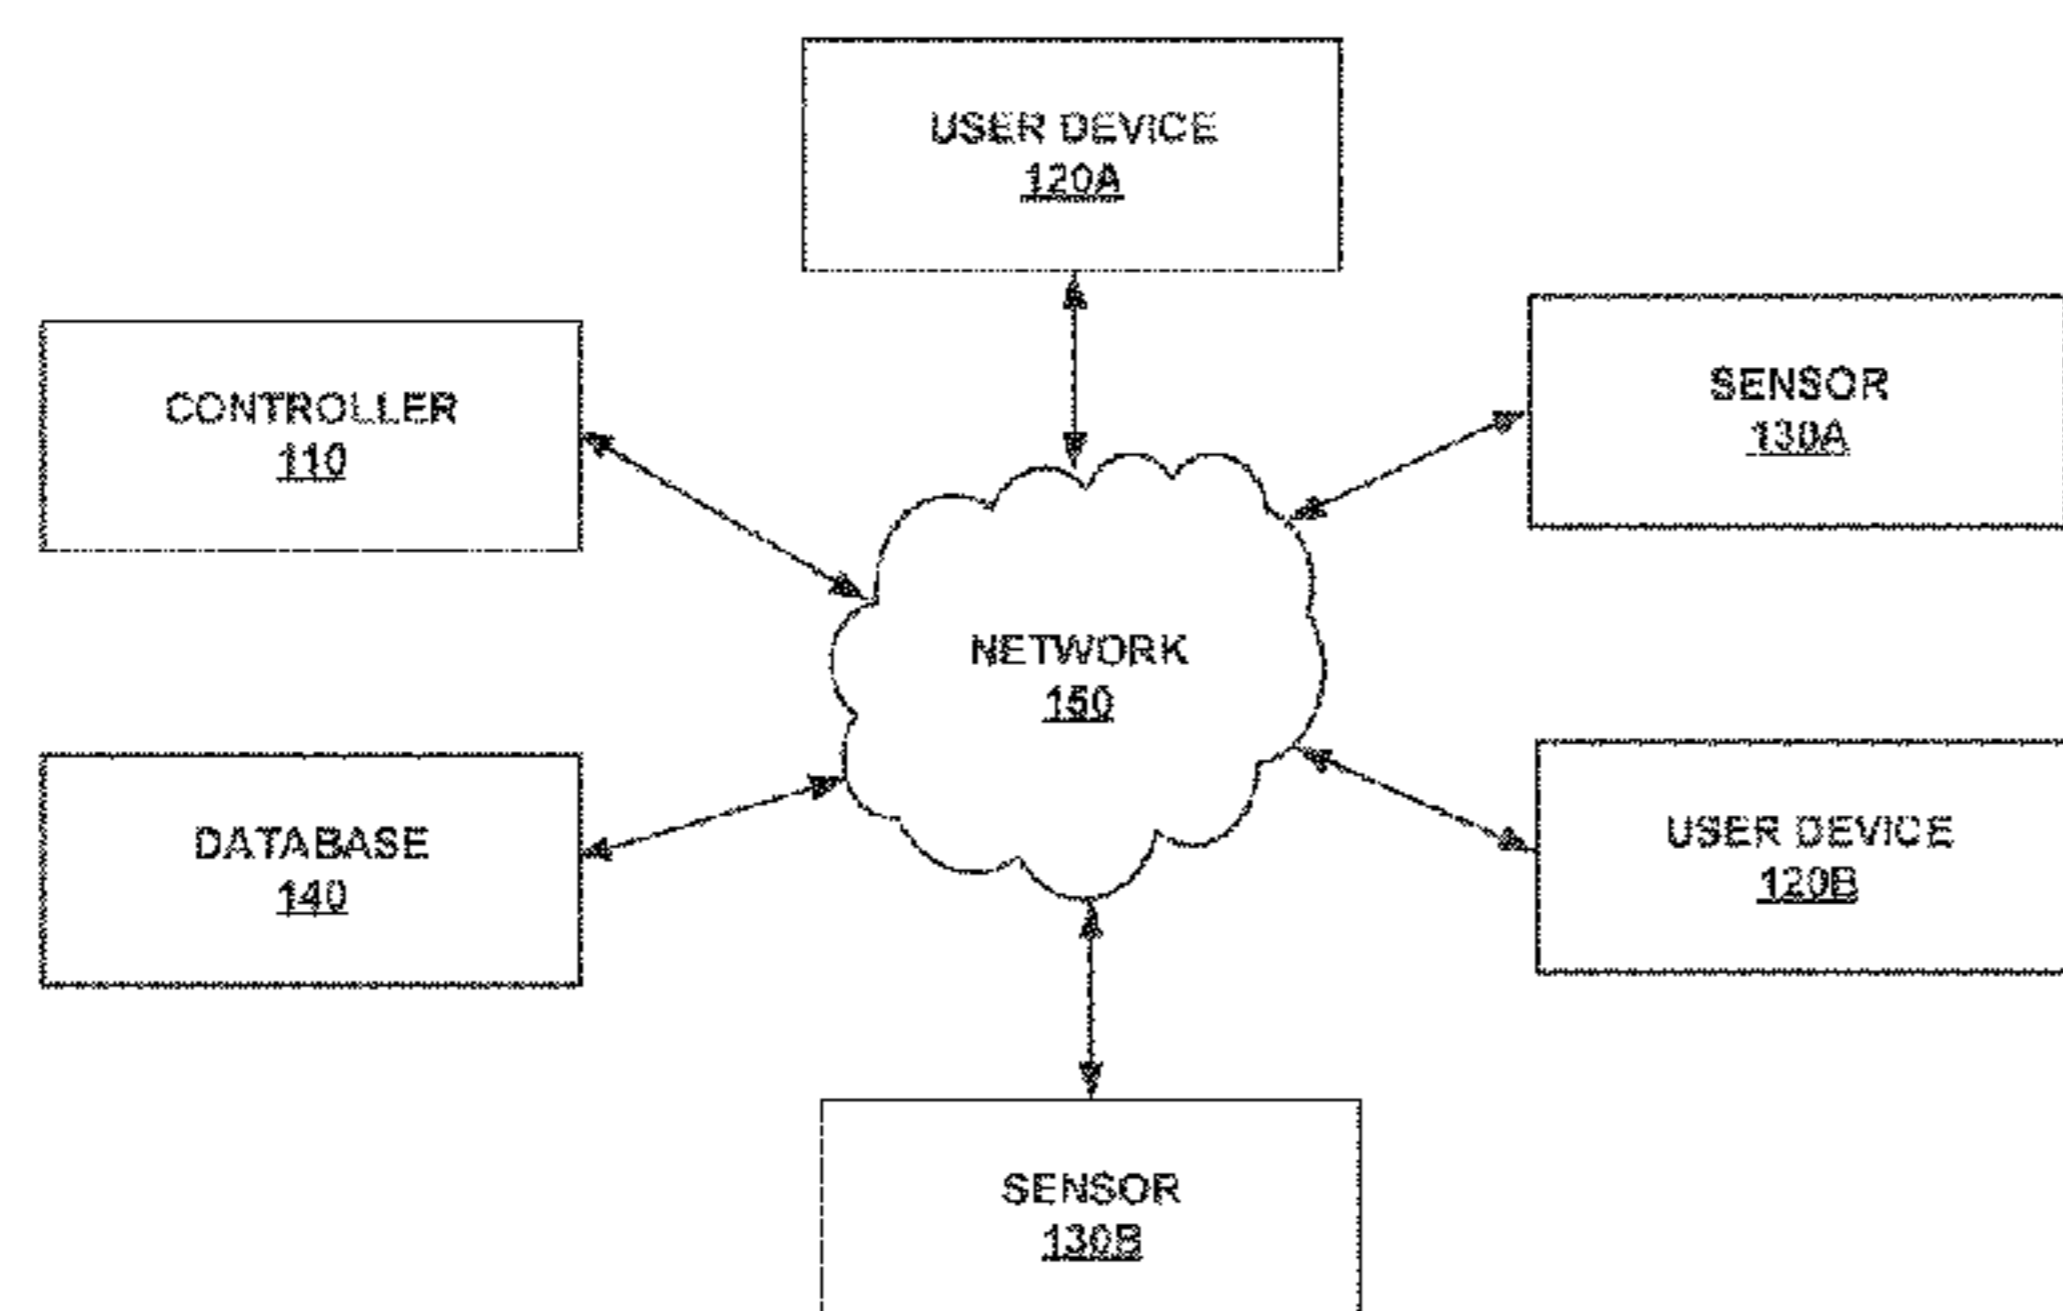 USER DEVICE
120A
CONTROLLER
110
SENSOR
130A
NETWORK
150
DATABASE
140
USER DEVICE
120B
SENSOR
130B